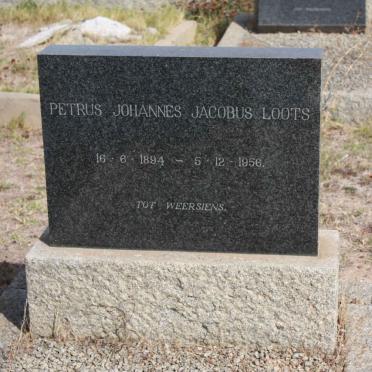 PETRUS JOHANNES JACOBUS LOOTS
16 · 6 · 1894 – 5 · 12 · 1956.
TOT WEERSIENS.